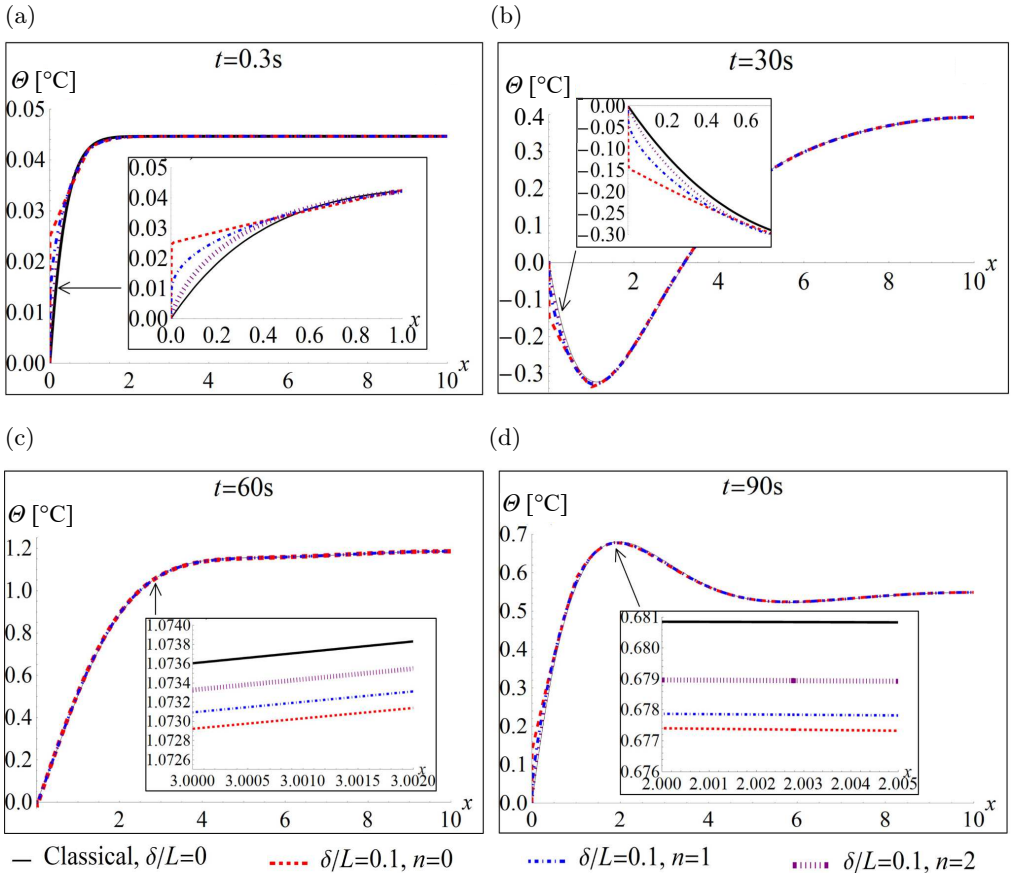 (a)
t=0.3s
Θ [°C]
0.05
0.04
0.03
0.02
0.01
0.00
0 2 4 6 8 10
x
0.05
0.04
0.03
0.02
0.01
0.00
0.0 0.2 0.4 0.6 0.8 1.0
x
(b)
t=30s
Θ [°C]
0.4
0.3
0.2
0.1
0.0
−0.1
−0.2
−0.3
2 4 6 8 10
x
0.00
−0.05
−0.10
−0.15
−0.20
−0.25
−0.30
0.2 0.4 0.6
x
(c)
t=60s
Θ [°C]
1.2
1.0
0.8
0.6
0.4
0.2
0.0
2 4 6 8 10
x
1.0740
1.0738
1.0736
1.0734
1.0732
1.0730
1.0728
1.0726
3.0000 3.0005 3.0010 3.0015 3.0020
x
(d)
t=90s
Θ [°C]
0.7
0.6
0.5
0.4
0.3
0.2
0.1
0.0
0 2 4 6 8 10
x
0.681
0.679
0.678
0.677
0.676
2.000 2.001 2.002 2.003 2.004 2.005
x
Classical, δ/L=0
δ/L=0.1, n=0
δ/L=0.1, n=1
δ/L=0.1, n=2